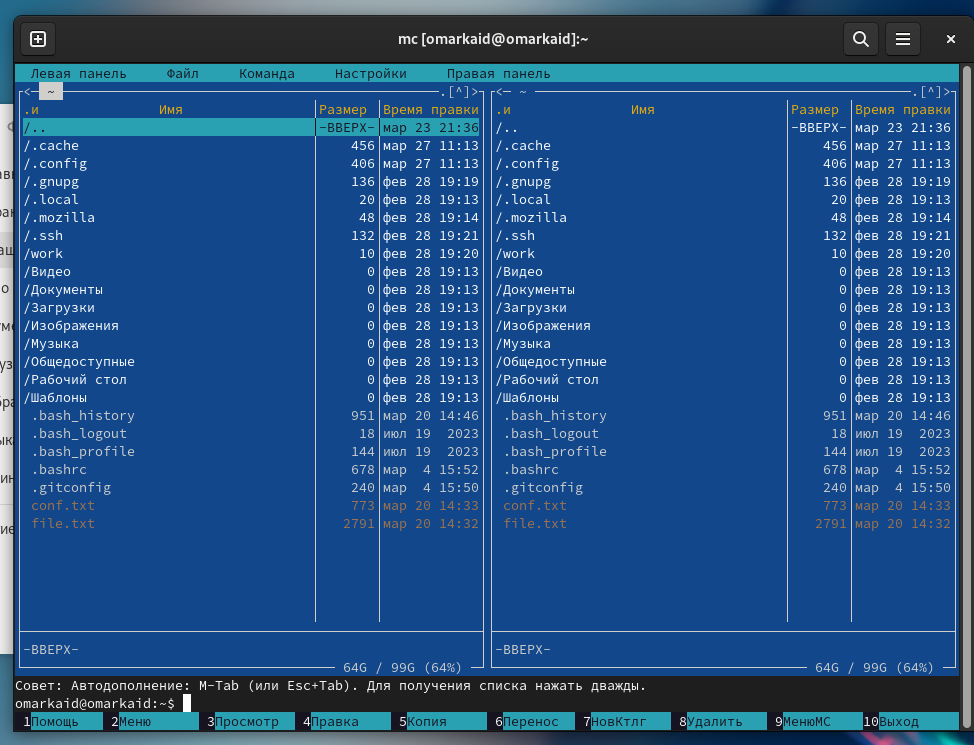 mc [omarkaid@omarkaid]:~
Левая панель Файл Команда Настройки Правая панель
<─ ~ .[^]> <─ ~ .[^]>
.и Имя Размер Время правки .и Имя Размер Время правки
/.. -ВВЕРХ- мар 23 21:36 /.. -ВВЕРХ- мар 23 21:36
/.cache 456 мар 27 11:13 /.cache 456 мар 27 11:13
/.config 406 мар 27 11:13 /.config 406 мар 27 11:13
/.gnupg 136 фев 28 19:19 /.gnupg 136 фев 28 19:19
/.local 20 фев 28 19:13 /.local 20 фев 28 19:13
/.mozilla 48 фев 28 19:14 /.mozilla 48 фев 28 19:14
/.ssh 132 фев 28 19:21 /.ssh 132 фев 28 19:21
/work 10 фев 28 19:20 /work 10 фев 28 19:20
/Видео 0 фев 28 19:13 /Видео 0 фев 28 19:13
/Документы 0 фев 28 19:13 /Документы 0 фев 28 19:13
/Загрузки 0 фев 28 19:13 /Загрузки 0 фев 28 19:13
/Изображения 0 фев 28 19:13 /Изображения 0 фев 28 19:13
/Музыка 0 фев 28 19:13 /Музыка 0 фев 28 19:13
/Общедоступные 0 фев 28 19:13 /Общедоступные 0 фев 28 19:13
/Рабочий стол 0 фев 28 19:13 /Рабочий стол 0 фев 28 19:13
/Шаблоны 0 фев 28 19:13 /Шаблоны 0 фев 28 19:13
.bash_history 951 мар 20 14:46 .bash_history 951 мар 20 14:46
.bash_logout 18 июл 19 2023 .bash_logout 18 июл 19 2023
.bash_profile 144 июл 19 2023 .bash_profile 144 июл 19 2023
.bashrc 678 мар 4 15:52 .bashrc 678 мар 4 15:52
.gitconfig 240 мар 4 15:50 .gitconfig 240 мар 4 15:50
conf.txt 773 мар 20 14:33 conf.txt 773 мар 20 14:33
file.txt 2791 мар 20 14:32 file.txt 2791 мар 20 14:32
-ВВЕРХ- -ВВЕРХ-
64G / 99G (64%) 64G / 99G (64%)
Совет: Автодополнение: M-Tab (или Esc+Tab). Для получения списка нажать дважды.
omarkaid@omarkaid:~$
1Помощь 2Меню 3Просмотр 4Правка 5Копия 6Перенос 7НовКтлг 8Удалить 9МенюMC 10Выход